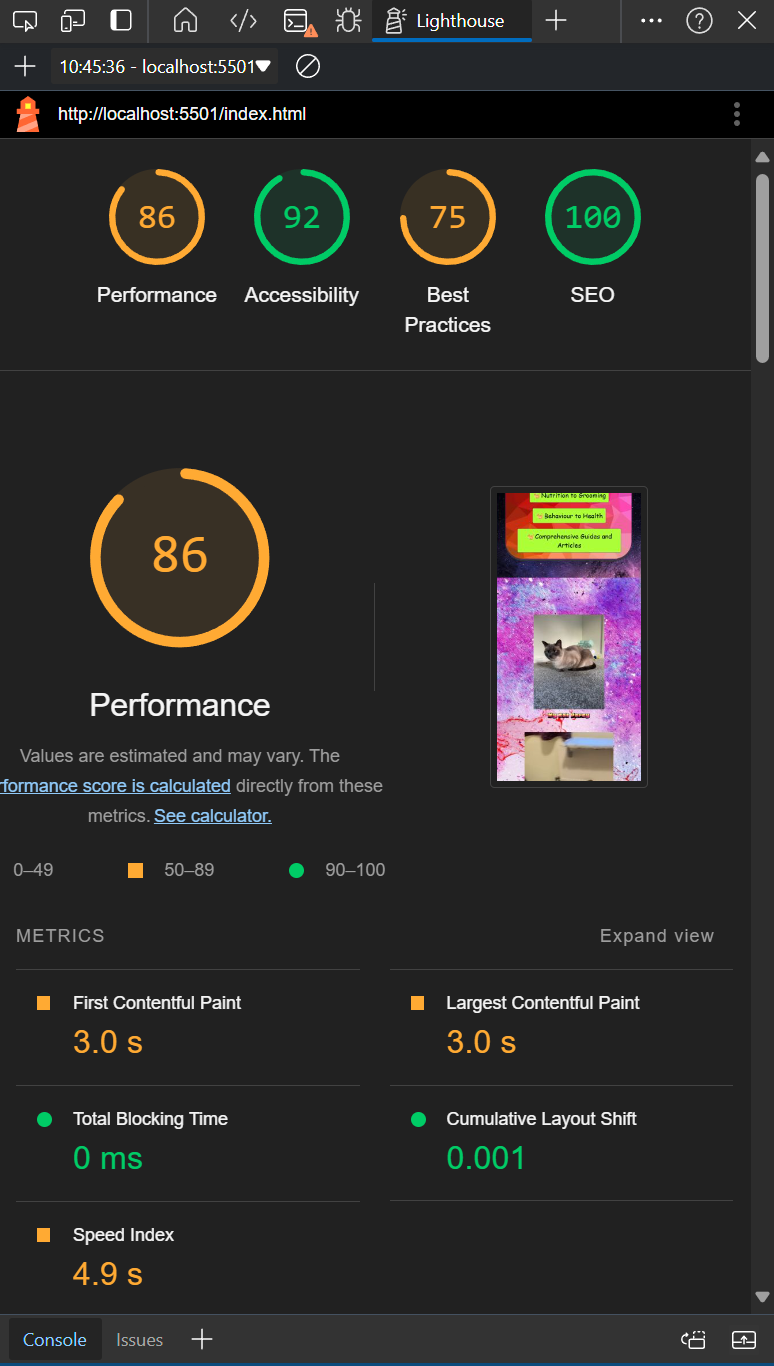 Lighthouse
10:45:36 - localhost:5501
http://localhost:5501/index.html
86
92
75
100
Performance
Accessibility
Best
Practices
SEO
86
Nutrition to Grooming
Behaviour to Health
Comprehensive Guides and
Articles
Performance
Values are estimated and may vary. The
rformance score is calculated directly from these
metrics. See calculator.
0–49
50–89
90–100
METRICS
Expand view
First Contentful Paint
3.0 s
Largest Contentful Paint
3.0 s
Total Blocking Time
0 ms
Cumulative Layout Shift
0.001
Speed Index
4.9 s
Console
Issues